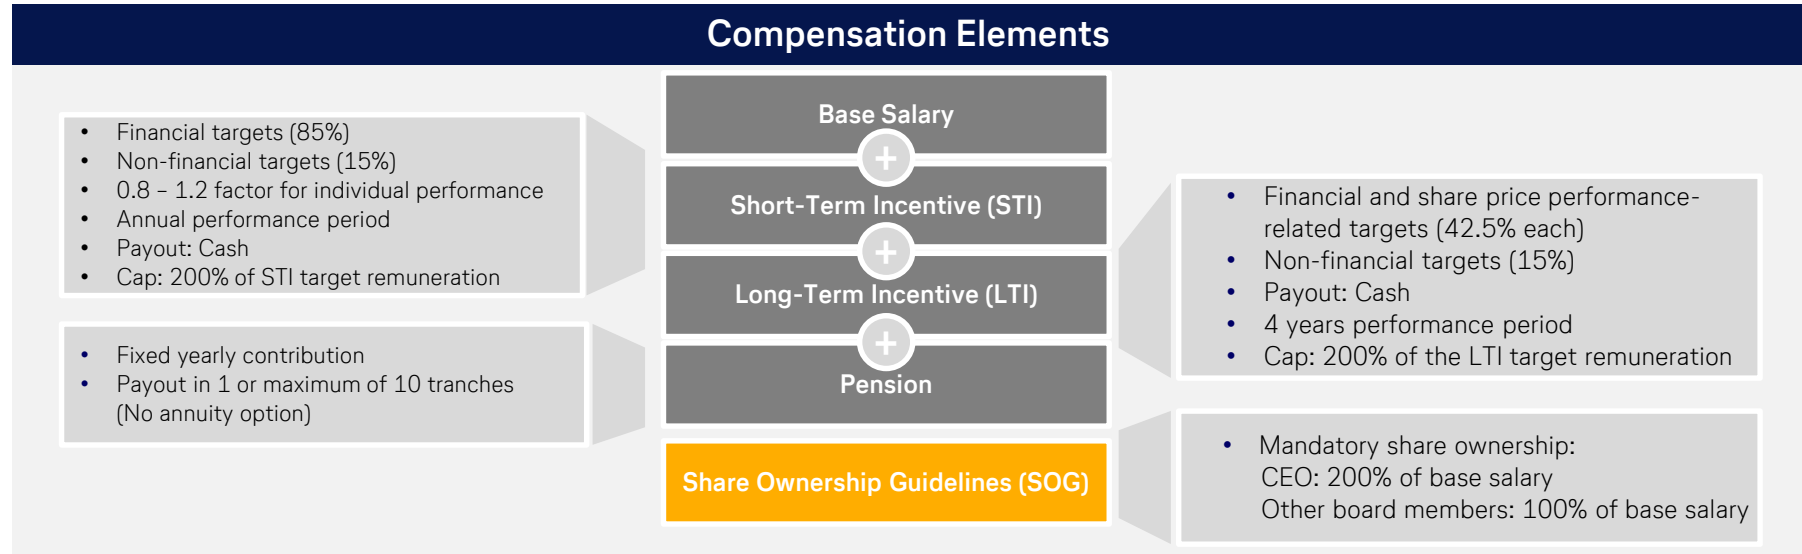 Compensation Elements
Base Salary
+
Short-Term Incentive (STI)
+
Long-Term Incentive (LTI)
+
Pension
Share Ownership Guidelines (SOG)
• Financial targets (85%)
• Non-financial targets (15%)
• 0.8 – 1.2 factor for individual performance
• Annual performance period
• Payout: Cash
• Cap: 200% of STI target remuneration
• Financial and share price performance-
related targets (42.5% each)
• Non-financial targets (15%)
• Payout: Cash
• 4 years performance period
• Cap: 200% of the LTI target remuneration
• Fixed yearly contribution
• Payout in 1 or maximum of 10 tranches
(No annuity option)
• Mandatory share ownership:
CEO: 200% of base salary
Other board members: 100% of base salary